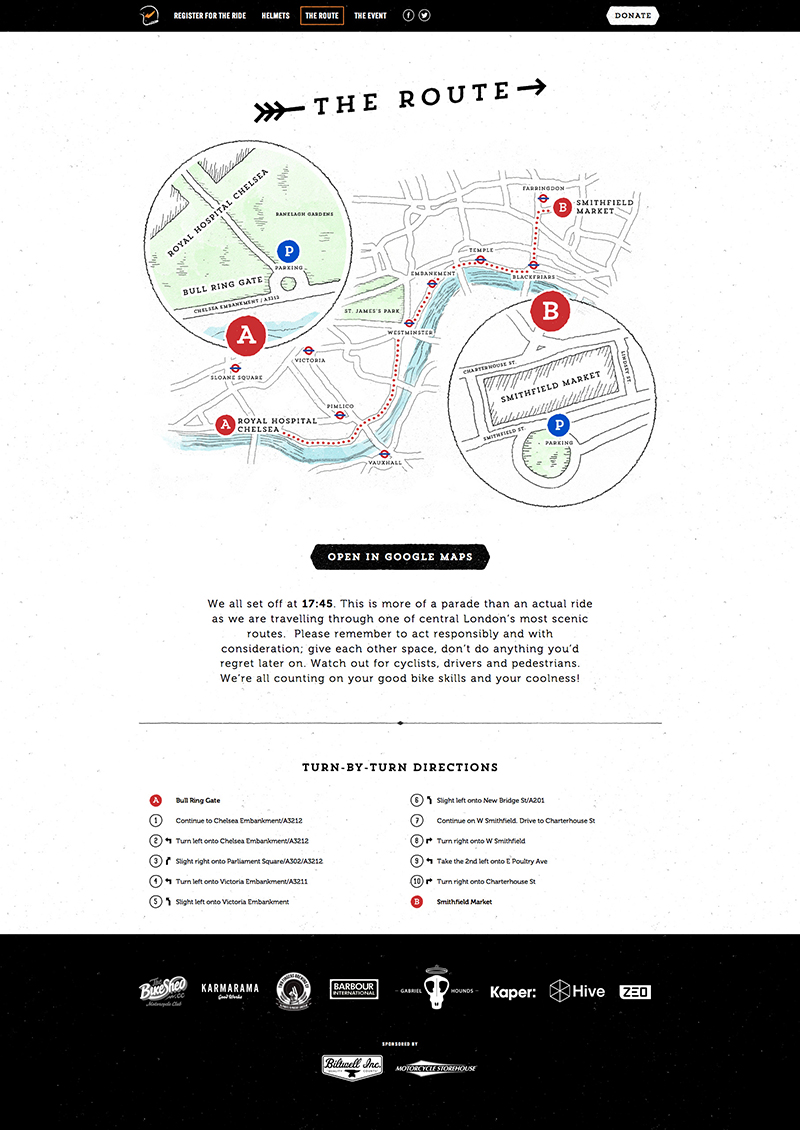 REGISTER FOR THE RIDE
HELMETS
THE ROUTE
THE EVENT
DONATE
THE ROUTE
ROYAL HOSPITAL CHELSEA
RANELAGH GARDENS
P
PARKING
BULL RING GATE
CHELSEA EMBANKMENT / A3212
A
FARRINGDON
B
SMITHFIELD
MARKET
TEMPLE
BLACKFRIARS
EMBANKMENT
ST. JAMES'S PARK
WESTMINSTER
VICTORIA
SLOANE SQUARE
PIMLICO
A
ROYAL HOSPITAL
CHELSEA
VAUXHALL
B
CHARTERHOUSE ST.
LINDSEY ST.
SMITHFIELD MARKET
SMITHFIELD ST.
P
PARKING
OPEN IN GOOGLE MAPS
We all set off at 17:45. This is more of a parade than an actual ride
as we are travelling through one of central London's most scenic
routes. Please remember to act responsibly and with
consideration; give each other space, don't do anything you'd
regret later on. Watch out for cyclists, drivers and pedestrians.
We're all counting on your good bike skills and your coolness!
TURN-BY-TURN DIRECTIONS
A Bull Ring Gate
1 Continue to Chelsea Embankment/A3212
2 Turn left onto Chelsea Embankment/A3212
3 Slight right onto Parliament Square/A302/A3212
4 Turn left onto Victoria Embankment/A3211
5 Slight left onto Victoria Embankment
6 Slight left onto New Bridge St/A201
7 Continue on W Smithfield. Drive to Charterhouse St
8 Turn right onto W Smithfield
9 Take the 2nd left onto E Poultry Ave
10 Turn right onto Charterhouse St
B Smithfield Market
The
BikeShed
Motorcycle Club
KARMARAMA
Good Works
BARBOUR
INTERNATIONAL
GABRIEL HOUNDS
Kaper:
Hive
ZEO
SPONSORED BY
Biltwell Inc.
MOTORCYCLE STOREHOUSE